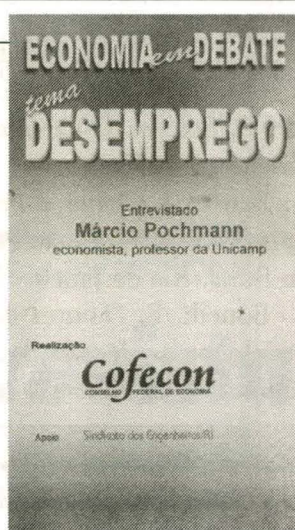 ECONOMIA em DEBATE
tema
DESEMPREGO
Entrevistaco
Márcio Pochmann
economista, professor da Unicamp
Realização
Cofecon
CONSELHO FEDERAL DE ECONOMIA
Apoio Sindicato dos Engenheiros/RJ